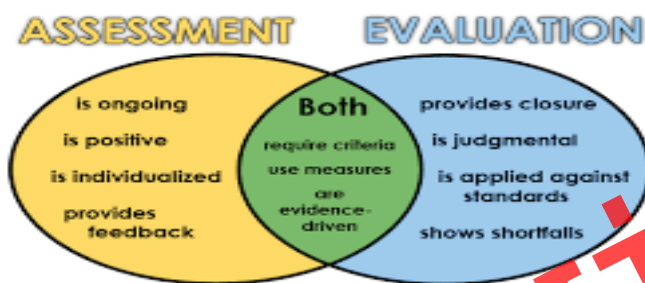 ASSESSMENT EVALUATION
is ongoing
is positive
is individualized
provides
feedback
Both
require criteria
use measures
are
evidence-
driven
provides closure
is judgmental
is applied against
standards
shows shortfalls